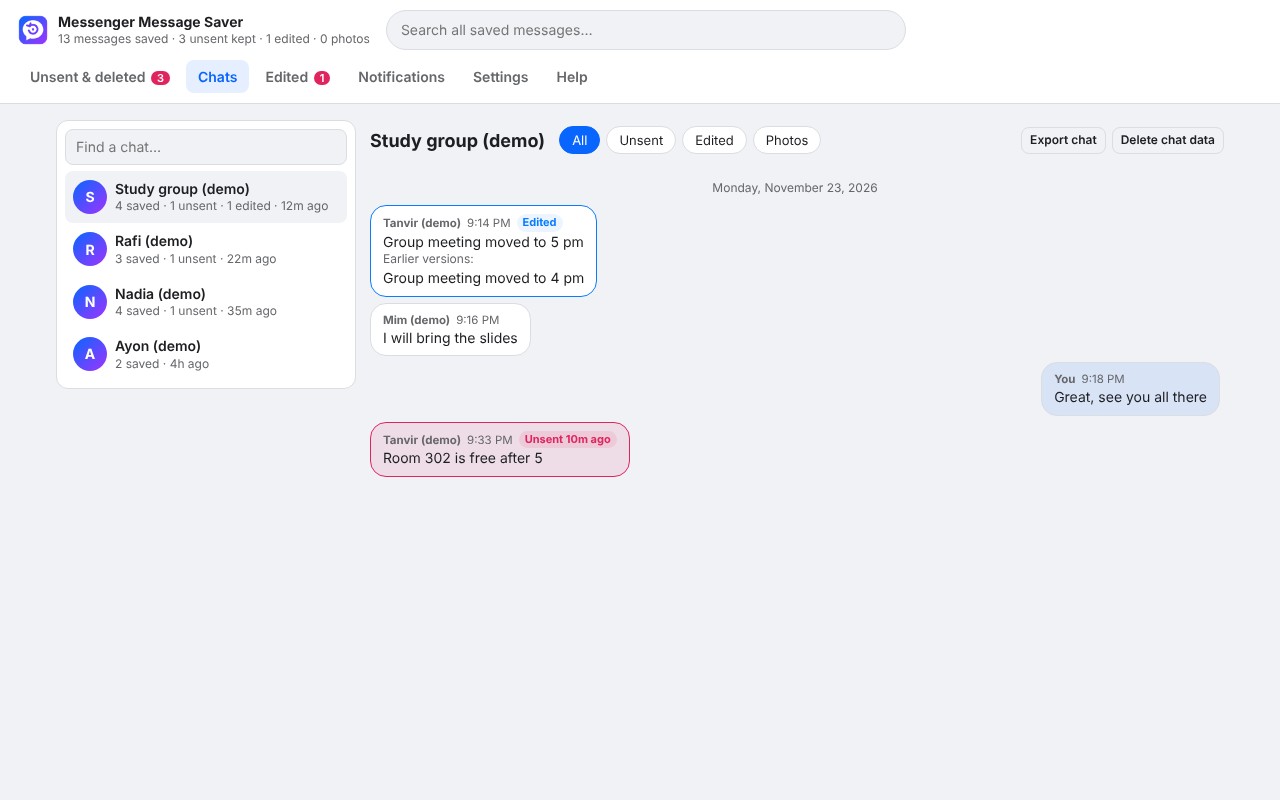 Messenger Message Saver
13 messages saved · 3 unsent kept · 1 edited · 0 photos
Search all saved messages...
Unsent & deleted 3
Chats
Edited 1
Notifications
Settings
Help
Find a chat...
S
Study group (demo)
4 saved · 1 unsent · 1 edited · 12m ago
R
Rafi (demo)
3 saved · 1 unsent · 22m ago
N
Nadia (demo)
4 saved · 1 unsent · 35m ago
A
Ayon (demo)
2 saved · 4h ago
Study group (demo)
All
Unsent
Edited
Photos
Export chat
Delete chat data
Monday, November 23, 2026
Tanvir (demo) 9:14 PM Edited
Group meeting moved to 5 pm
Earlier versions:
Group meeting moved to 4 pm
Mim (demo) 9:16 PM
I will bring the slides
You 9:18 PM
Great, see you all there
Tanvir (demo) 9:33 PM Unsent 10m ago
Room 302 is free after 5